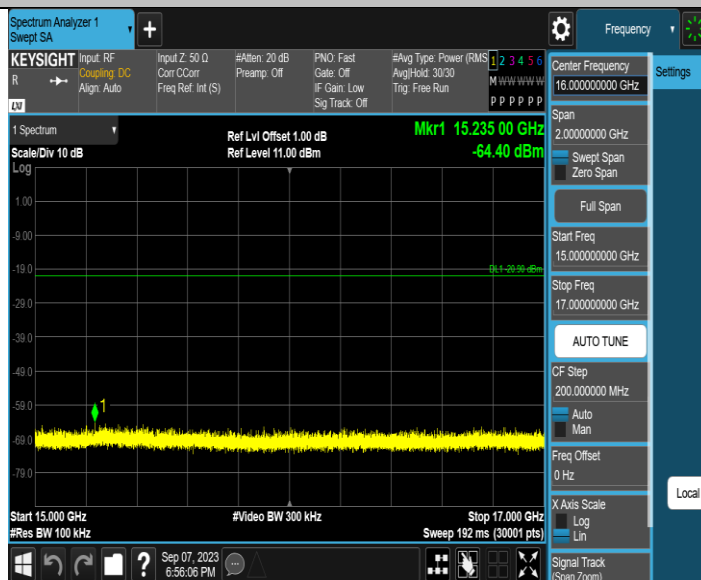 Spectrum Analyzer 1
Swept SA
Frequency
KEYSIGHT
R
LXI
Input: RF
Coupling: DC
Align: Auto
Input Z: 50 Ω
Corr CCorr
Freq Ref: Int (S)
#Atten: 20 dB
Preamp: Off
PNO: Fast
Gate: Off
IF Gain: Low
Sig Track: Off
#Avg Type: Power (RMS
Avg|Hold: 30/30
Trig: Free Run
1 2 3 4 5 6
M W W W W W
P P P P P P
1 Spectrum
Scale/Div 10 dB
Log
Ref Lvl Offset 1.00 dB
Ref Level 11.00 dBm
Mkr1 15.235 00 GHz
-64.40 dBm
1.00
-9.00
-19.0
DL1 -20.90 dBm
-29.0
-39.0
-49.0
-59.0
1
-69.0
-79.0
Start 15.000 GHz
#Res BW 100 kHz
#Video BW 300 kHz
Stop 17.000 GHz
Sweep 192 ms (30001 pts)
?
Sep 07, 2023
6:56:06 PM
Center Frequency
16.000000000 GHz
Span
2.00000000 GHz
Swept Span
Zero Span
Full Span
Start Freq
15.000000000 GHz
Stop Freq
17.000000000 GHz
AUTO TUNE
CF Step
200.000000 MHz
Auto
Man
Freq Offset
0 Hz
X Axis Scale
Log
Lin
Signal Track
(Span Zoom)
Settings
Local